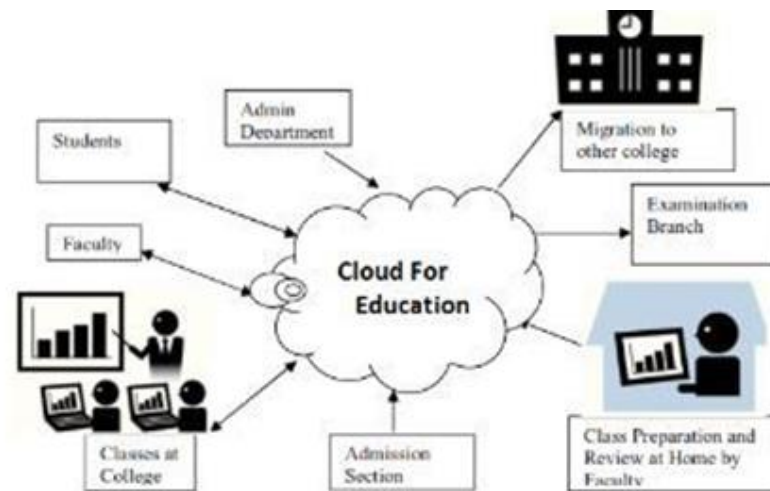 Admin
Department
Students
Migration to
other college
Examination
Branch
Faculty
Cloud For
Education
Classes at
College
Admission
Section
Class Preparation and
Review at Home by
Faculty